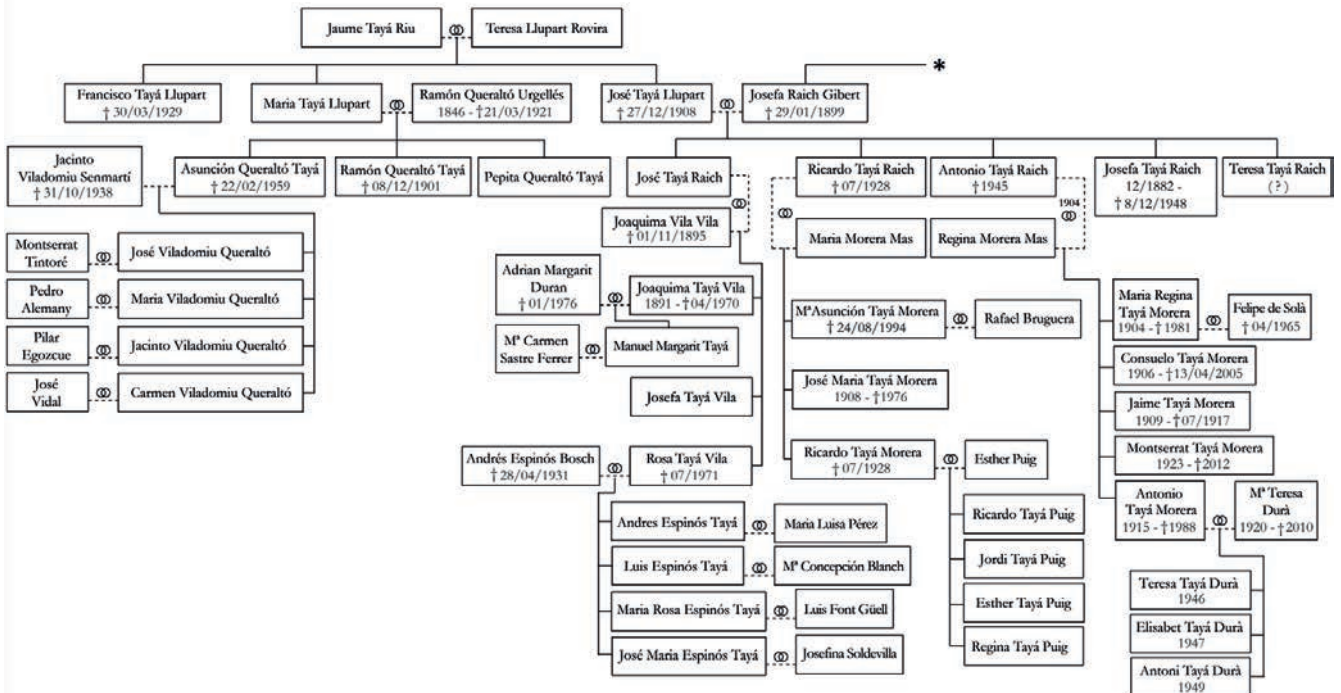 Jaume Tayá Riu
Teresa Llupart Rovira
*
Francisco Tayá Llupart
†30/03/1929
Maria Tayá Llupart
Ramón Queraltó Urgellés
1846 - †21/03/1921
José Tayá Llupart
†27/12/1908
Josefa Raich Gibert
†29/01/1899
Jacinto
Viladomiu Senmartí
†31/10/1938
Asunción Queraltó Tayá
†22/02/1959
Ramón Queraltó Tayá
†08/12/1901
Pepita Queraltó Tayá
José Tayá Raich
Ricardo Tayá Raich
†07/1928
Antonio Tayá Raich
†1945
Josefa Tayá Raich
12/1882 -
†8/12/1948
Teresa Tayá Raich
(?)
1904
Joaquima Vila Vila
†01/11/1895
Maria Morera Mas
Regina Morera Mas
Montserrat
Tintoré
José Viladomiu Queraltó
Pedro
Alemany
Maria Viladomiu Queraltó
Pilar
Egozcue
Jacinto Viladomiu Queraltó
José
Vidal
Carmen Viladomiu Queraltó
Adrian Margarit
Duran
†01/1976
Joaquima Tayá Vila
1891 - †04/1970
Mª Carmen
Sastre Ferrer
Manuel Margarit Tayá
Josefa Tayá Vila
Andrés Espinós Bosch
†28/04/1931
Rosa Tayá Vila
†07/1971
Andres Espinós Tayá
Maria Luisa Pérez
Luis Espinós Tayá
Mª Concepción Blanch
Maria Rosa Espinós Tayá
Luis Font Güell
José Maria Espinós Tayá
Josefina Soldevilla
MªAsunción Tayá Morera
†24/08/1994
Rafael Bruguera
José Maria Tayá Morera
1908 - †1976
Ricardo Tayá Morera
†07/1928
Esther Puig
Ricardo Tayá Puig
Jordi Tayá Puig
Esther Tayá Puig
Regina Tayá Puig
Maria Regina
Tayá Morera
1904 - †1981
Felipe de Solà
†04/1965
Consuelo Tayá Morera
1906 - †13/04/2005
Jaime Tayá Morera
1909 - †07/1917
Montserrat Tayá Morera
1923 - †2012
Antonio
Tayá Morera
1915 - †1988
Mª Teresa
Durà
1920 - †2010
Teresa Tayá Durà
1946
Elisabet Tayá Durà
1947
Antoni Tayá Durà
1949